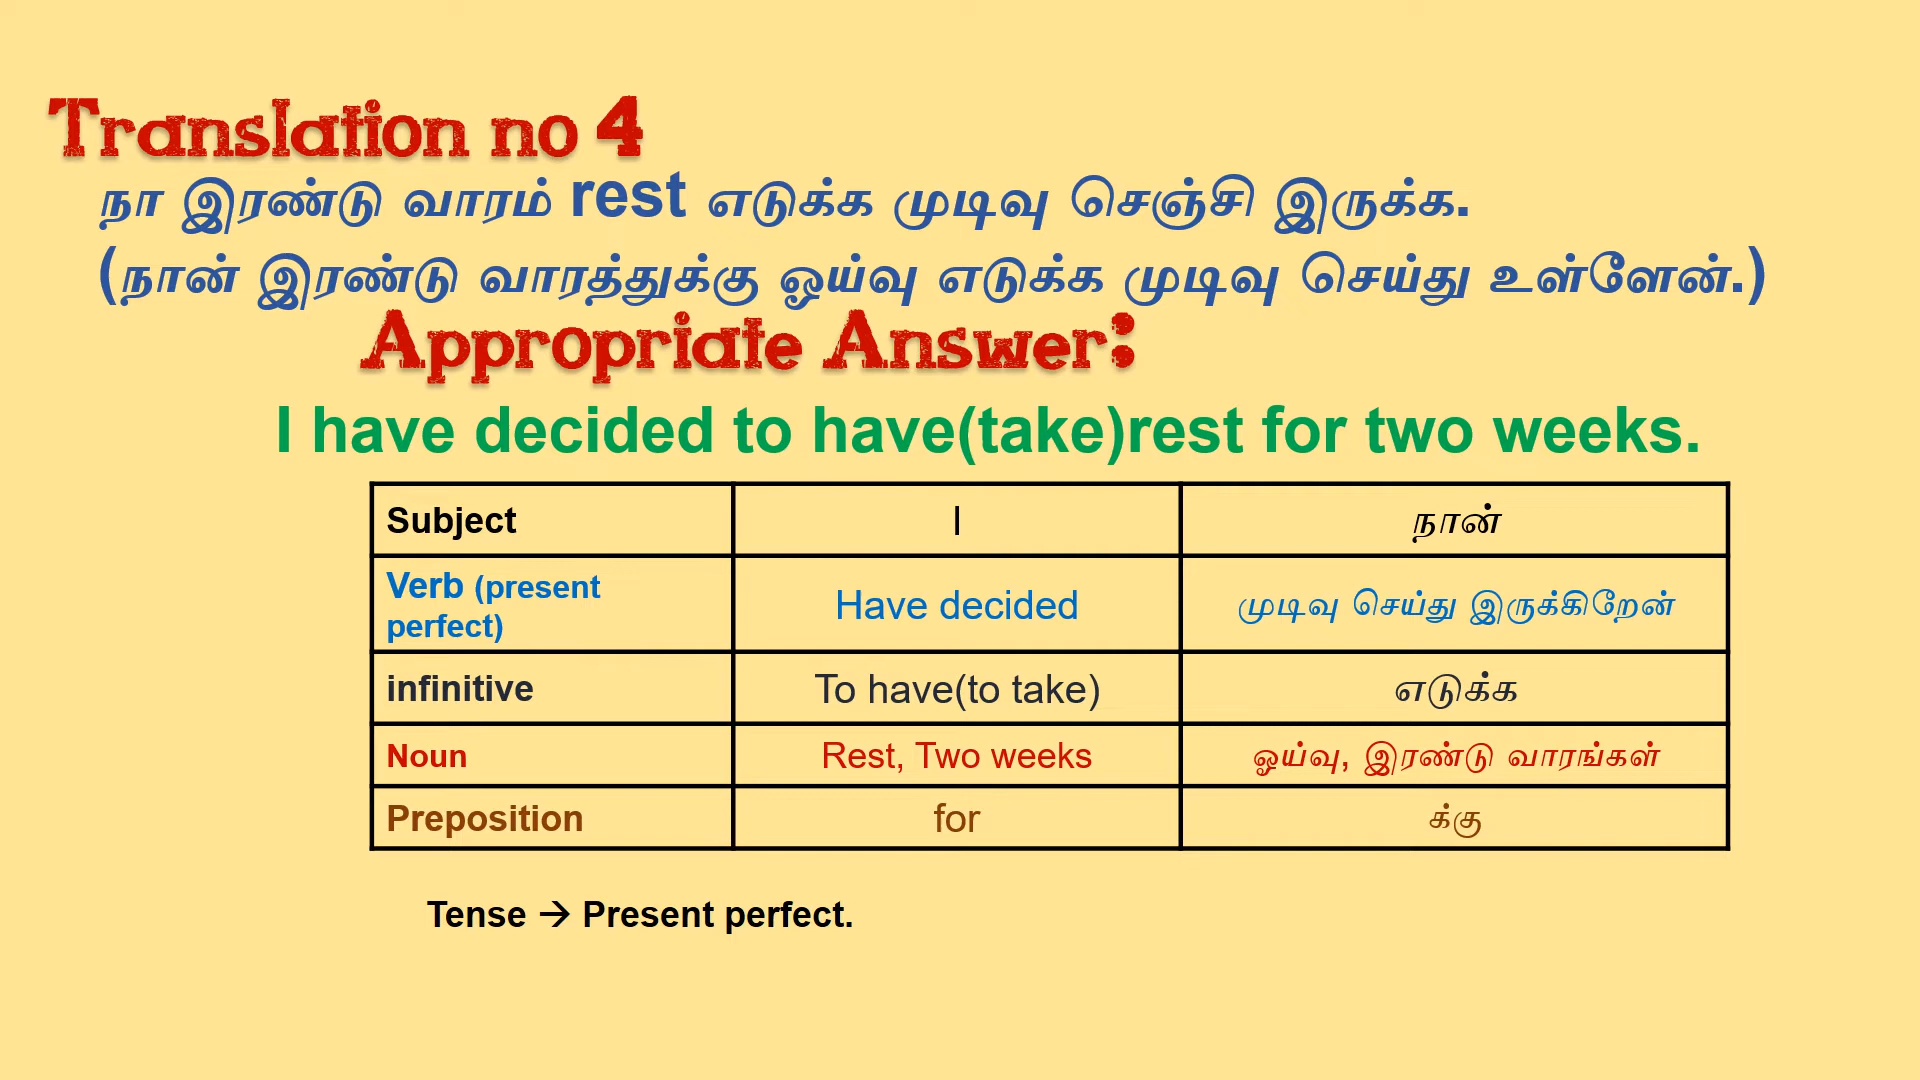 Translation no 4
நா இரண்டு வாரம் rest எடுக்க முடிவு செஞ்சி இருக்க.
(நான் இரண்டு வாரத்துக்கு ஓய்வு எடுக்க முடிவு செய்து உள்ளேன்.)
Appropriate Answer:
I have decided to have(take)rest for two weeks.
Subject I நான்
Verb (present perfect) Have decided முடிவு செய்து இருக்கிறேன்
infinitive To have(to take) எடுக்க
Noun Rest, Two weeks ஓய்வு, இரண்டு வாரங்கள்
Preposition for க்கு
Tense → Present perfect.